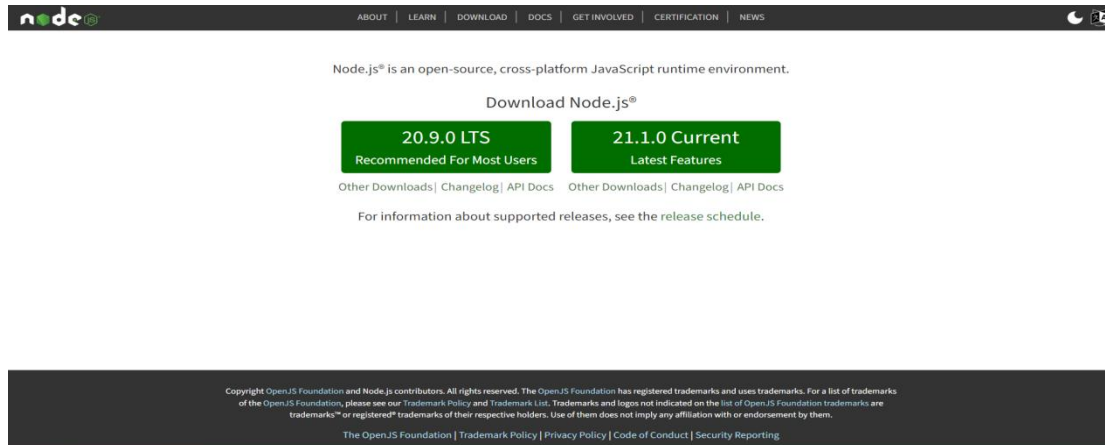 node JS
ABOUT | LEARN | DOWNLOAD | DOCS | GET INVOLVED | CERTIFICATION | NEWS
Node.js® is an open-source, cross-platform JavaScript runtime environment.
Download Node.js®
20.9.0 LTS
Recommended For Most Users
21.1.0 Current
Latest Features
Other Downloads| Changelog| API Docs
Other Downloads| Changelog| API Docs
For information about supported releases, see the release schedule.
Copyright OpenJS Foundation and Node.js contributors. All rights reserved. The OpenJS Foundation has registered trademarks and uses trademarks. For a list of trademarks
of the OpenJS Foundation, please see our Trademark Policy and Trademark List. Trademarks and logos not indicated on the list of OpenJS Foundation trademarks are
trademarks™ or registered® trademarks of their respective holders. Use of them does not imply any affiliation with or endorsement by them.
The OpenJS Foundation | Trademark Policy | Privacy Policy | Code of Conduct | Security Reporting